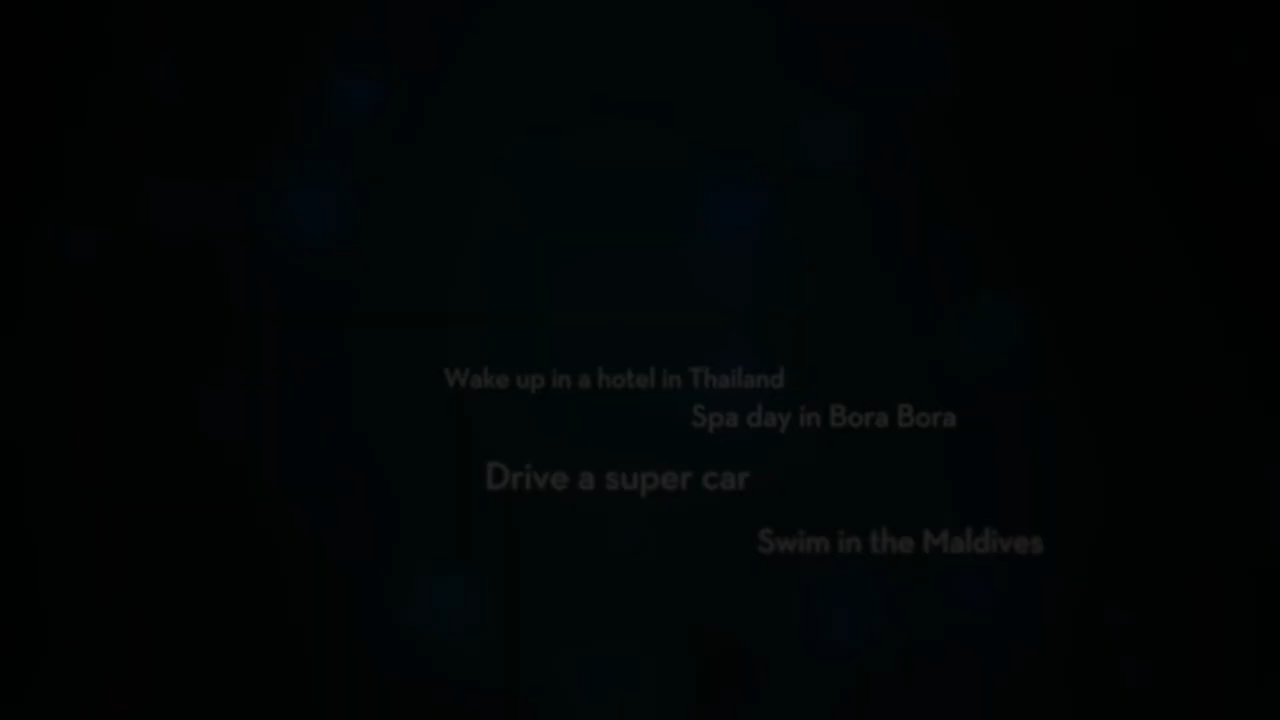 Wake up in a hotel in Thailand
Spa day in Bora Bora
Drive a super car
Swim in the Maldives